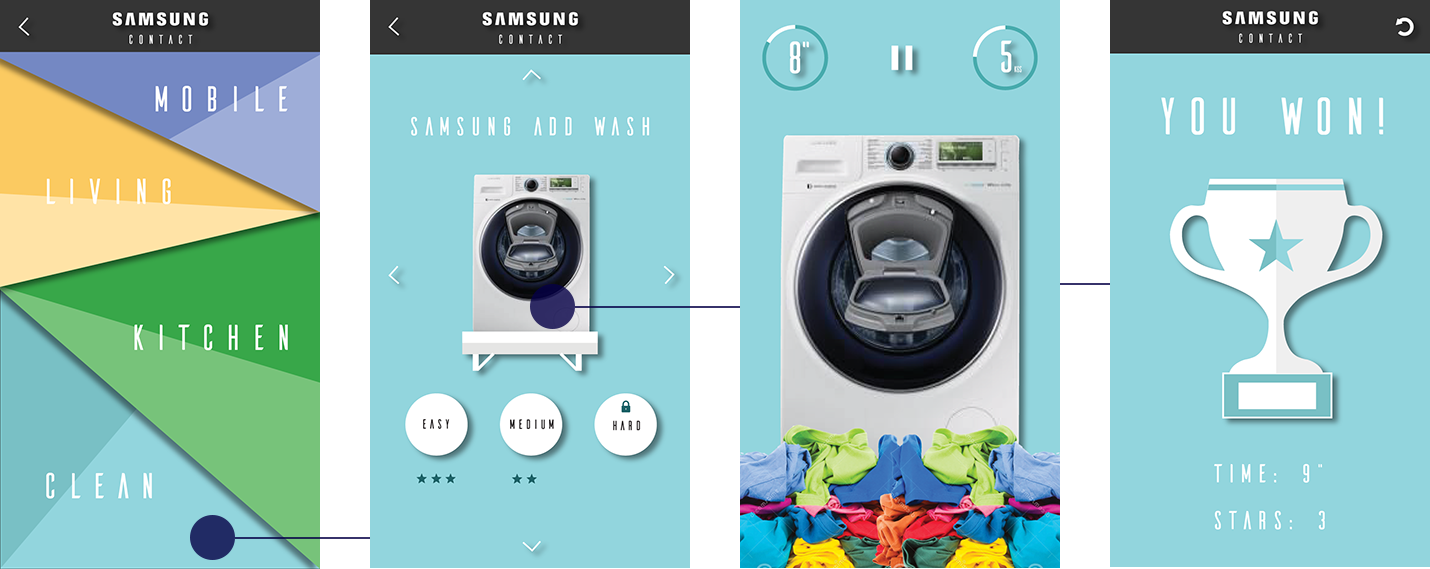 SAMSUNG
CONTACT
MOBILE
LIVING
KITCHEN
CLEAN
SAMSUNG
CONTACT
SAMSUNG ADD WASH
EASY
MEDIUM
HARD
8"
5 KGS
SAMSUNG
CONTACT
YOU WON!
TIME: 9"
STARS: 3